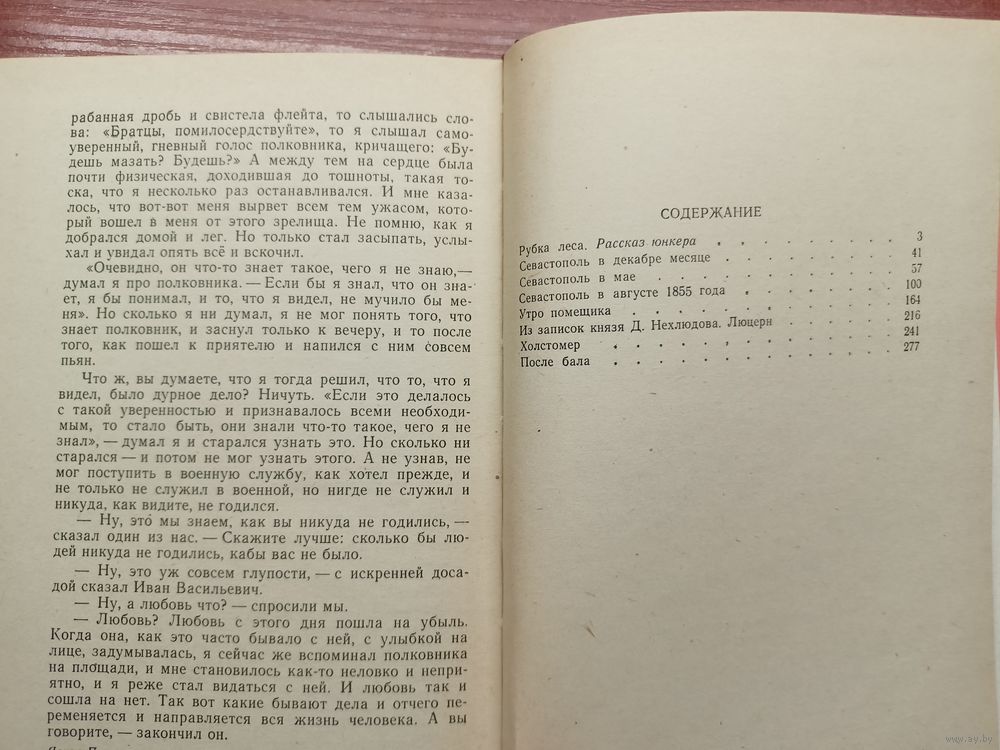 рабанная дробь и свистела флейта, то слышались сло-
ва: «Братцы, помилосердствуйте», то я слышал само-
уверенный, гневный голос полковника, кричащего: «Бу-
дешь мазать? Будешь?» А между тем на сердце была
почти физическая, доходившая до тошноты, такая то-
ска, что я несколько раз останавливался. И мне каза-
лось, что вот-вот меня вырвет всем тем ужасом, кото-
рый вошел в меня от этого зрелища. Не помню, как я
добрался домой и лег. Но только стал засыпать, услы-
хал и увидал опять всё и вскочил.
«Очевидно, он что-то знает такое, чего я не знаю,—
думал я про полковника. — Если бы я знал, что он зна-
ет, я бы понимал, и то, что я видел, не мучило бы ме-
ня». Но сколько я ни думал, я не мог понять того, что
знает полковник, и заснул только к вечеру, и то после
того, как пошел к приятелю и напился с ним совсем
пьян.
Что ж, вы думаете, что я тогда решил, что то, что я
видел, было дурное дело? Ничуть. «Если это делалось
с такой уверенностью и признавалось всеми необходи-
мым, то стало быть, они знали что-то такое, чего я не
знал», — думал я и старался узнать это. Но сколько ни
старался — и потом не мог узнать этого. А не узнав, не
мог поступить в военную службу, как хотел прежде, и
не только не служил в военной, но нигде не служил и
никуда, как видите, не годился.
— Ну, это мы знаем, как вы никуда не годились, —
сказал один из нас. — Скажите лучше: сколько бы лю-
дей никуда не годились, кабы вас не было.
— Ну, это уж совсем глупости, — с искренней доса-
дой сказал Иван Васильевич.
— Ну, а любовь что? — спросили мы.
— Любовь? Любовь с этого дня пошла на убыль.
Когда она, как это часто бывало с ней, с улыбкой на
лице, задумывалась, я сейчас же вспоминал полковника
на площади, и мне становилось как-то неловко и непри-
ятно, и я реже стал видаться с ней. И любовь так и
сошла на нет. Так вот какие бывают дела и отчего пе-
ременяется и направляется вся жизнь человека. А вы
говорите, — закончил он.
СОДЕРЖАНИЕ
Рубка леса. Рассказ юнкера . . . . . . . . . 3
Севастополь в декабре месяце . . . . . . . . 41
Севастополь в мае . . . . . . . . . . . 57
Севастополь в августе 1855 года . . . . . . . 100
Утро помещика . . . . . . . . . . . . 164
Из записок князя Д. Нехлюдова. Люцерн . . . . . . 216
Холстомер . . . . . . . . . . . . . 241
После бала . . . . . . . . . . . . . 277
www.ay.by